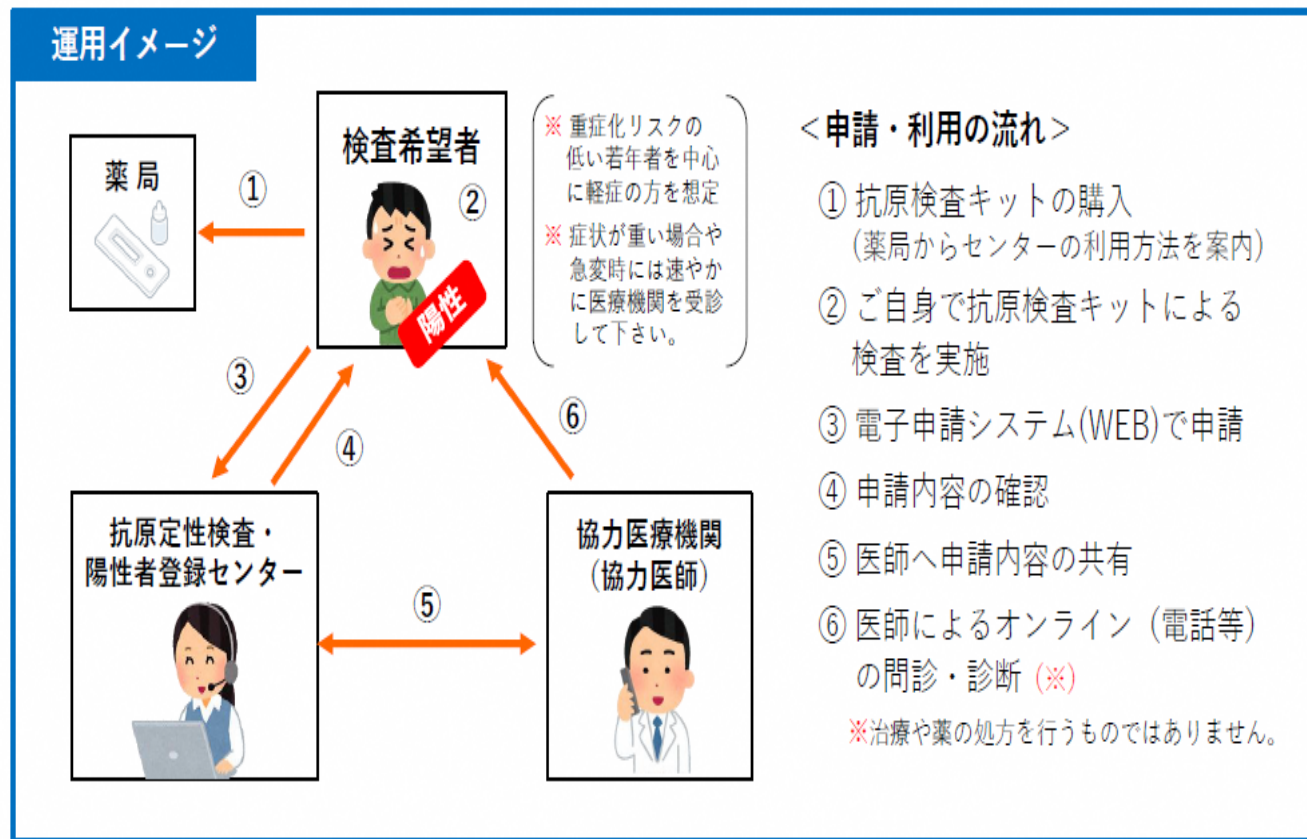 運用イメージ
薬局
①
検査希望者
②
陽性
※ 重症化リスクの
低い若年者を中心
に軽症の方を想定
※ 症状が重い場合や
急変時には速やか
に医療機関を受診
して下さい。
③
④
⑥
抗原定性検査・
陽性者登録センター
⑤
協力医療機関
(協力医師)
＜申請・利用の流れ＞
① 抗原検査キットの購入
(薬局からセンターの利用方法を案内)
② ご自身で抗原検査キットによる
検査を実施
③ 電子申請システム(WEB)で申請
④ 申請内容の確認
⑤ 医師へ申請内容の共有
⑥ 医師によるオンライン（電話等）
の問診・診断 (※)
※治療や薬の処方を行うものではありません。